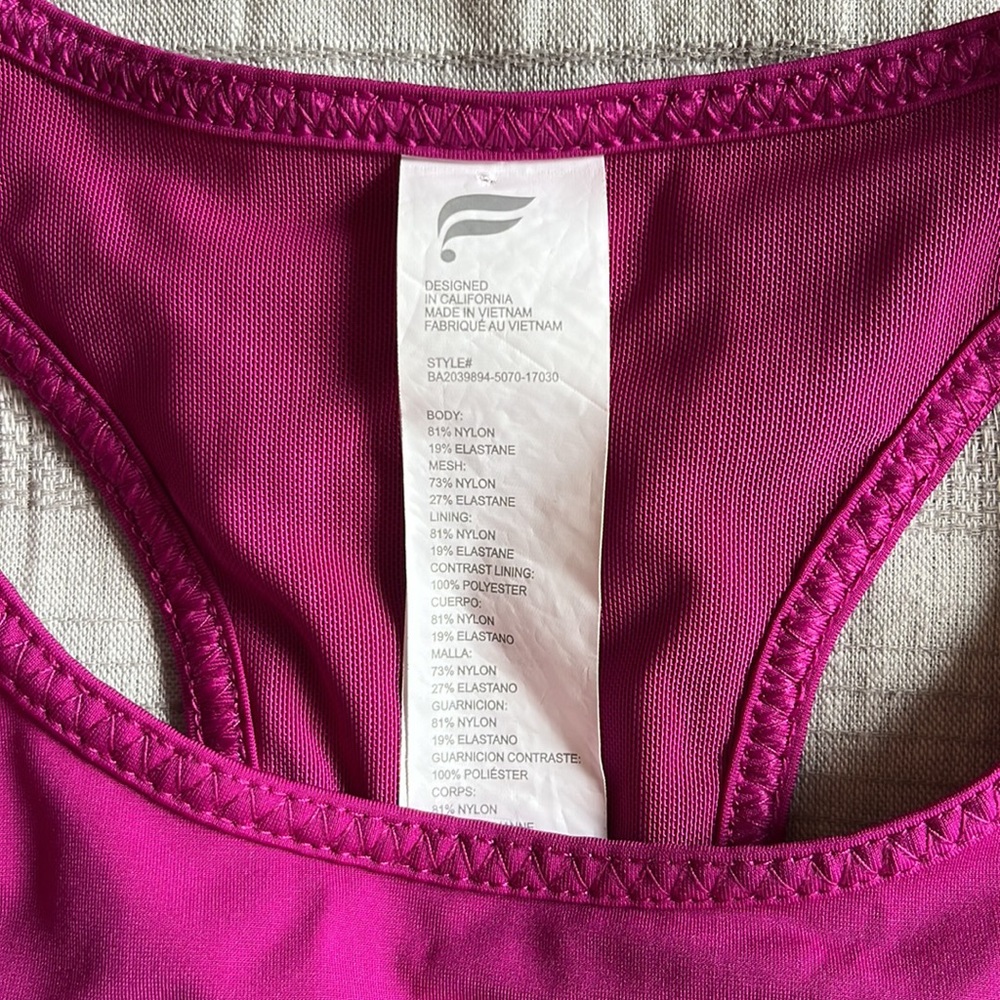 DESIGNED
IN CALIFORNIA
MADE IN VIETNAM
FABRIQUÉ AU VIETNAM
STYLE#
BA2039894-5070-17030
BODY:
81% NYLON
19% ELASTANE
MESH:
73% NYLON
27% ELASTANE
LINING:
81% NYLON
19% ELASTANE
CONTRAST LINING:
100% POLYESTER
CUERPO:
81% NYLON
19% ELASTANO
MALLA:
73% NYLON
27% ELASTANO
GUARNICION:
81% NYLON
19% ELASTANO
GUARNICION CONTRASTE:
100% POLIÉSTER
CORPS:
81% NYLON